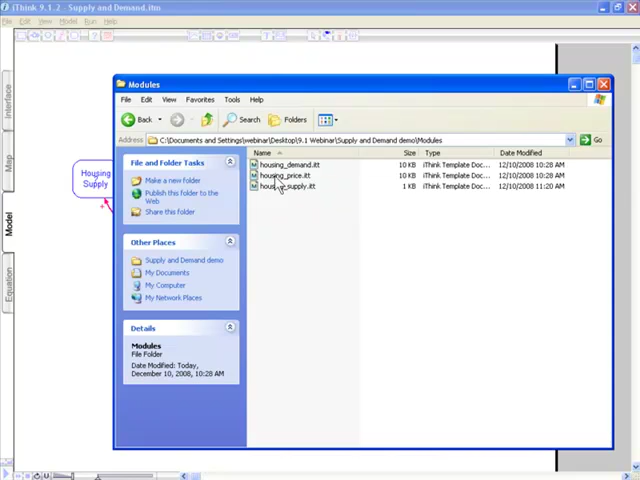 iThink 9.1.2 - Supply and Demand.itm
File Edit View Model Run Help
Modules
File Edit View Favorites Tools Help
Back Search Folders
Address C:\Documents and Settings\webinar\Desktop\9.1 Webinar\Supply and Demand demo\Modules Go
File and Folder Tasks
Make a new folder
Publish this folder to the
Web
Share this folder
Other Places
Supply and Demand demo
My Documents
My Computer
My Network Places
Details
Modules
File Folder
Date Modified: Today,
December 10, 2008, 10:28 AM
Name Size Type Date Modified
housing_demand.itt 10 KB iThink Template Doc... 12/10/2008 10:28 AM
housing_price.itt 10 KB iThink Template Doc... 12/10/2008 10:28 AM
housing_supply.itt 1 KB iThink Template Doc... 12/10/2008 11:20 AM
Interface
Map
Model
Equation
Housing
Supply